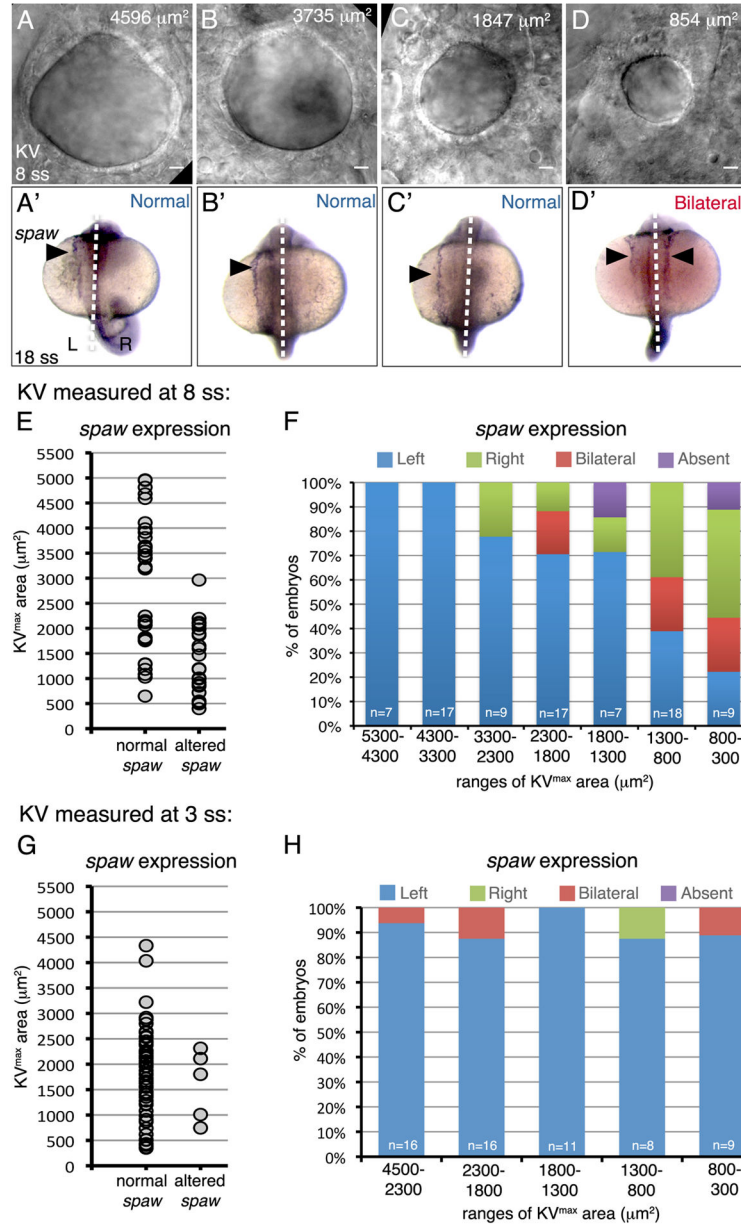 A 4596 µm²
B 3735 µm²
C 1847 µm²
D 854 µm²
KV
8 ss
A' Normal
spaw
L R
18 ss
B' Normal
C' Normal
D' Bilateral
KV measured at 8 ss:
E
spaw expression
KVmax area (µm²)
5500
5000
4500
4000
3500
3000
2500
2000
1500
1000
500
0
normal spaw
altered spaw
F
spaw expression
Left Right Bilateral Absent
% of embryos
100%
90%
80%
70%
60%
50%
40%
30%
20%
10%
0%
n=7 n=17 n=9 n=17 n=7 n=18 n=9
5300-4300 4300-3300 3300-2300 2300-1800 1800-1300 1300-800 800-300
ranges of KVmax area (µm²)
KV measured at 3 ss:
G
spaw expression
KVmax area (µm²)
5500
5000
4500
4000
3500
3000
2500
2000
1500
1000
500
0
normal spaw
altered spaw
H
spaw expression
Left Right Bilateral Absent
% of embryos
100%
90%
80%
70%
60%
50%
40%
30%
20%
10%
0%
n=16 n=16 n=11 n=8 n=9
4500-2300 2300-1800 1800-1300 1300-800 800-300
ranges of KVmax area (µm²)